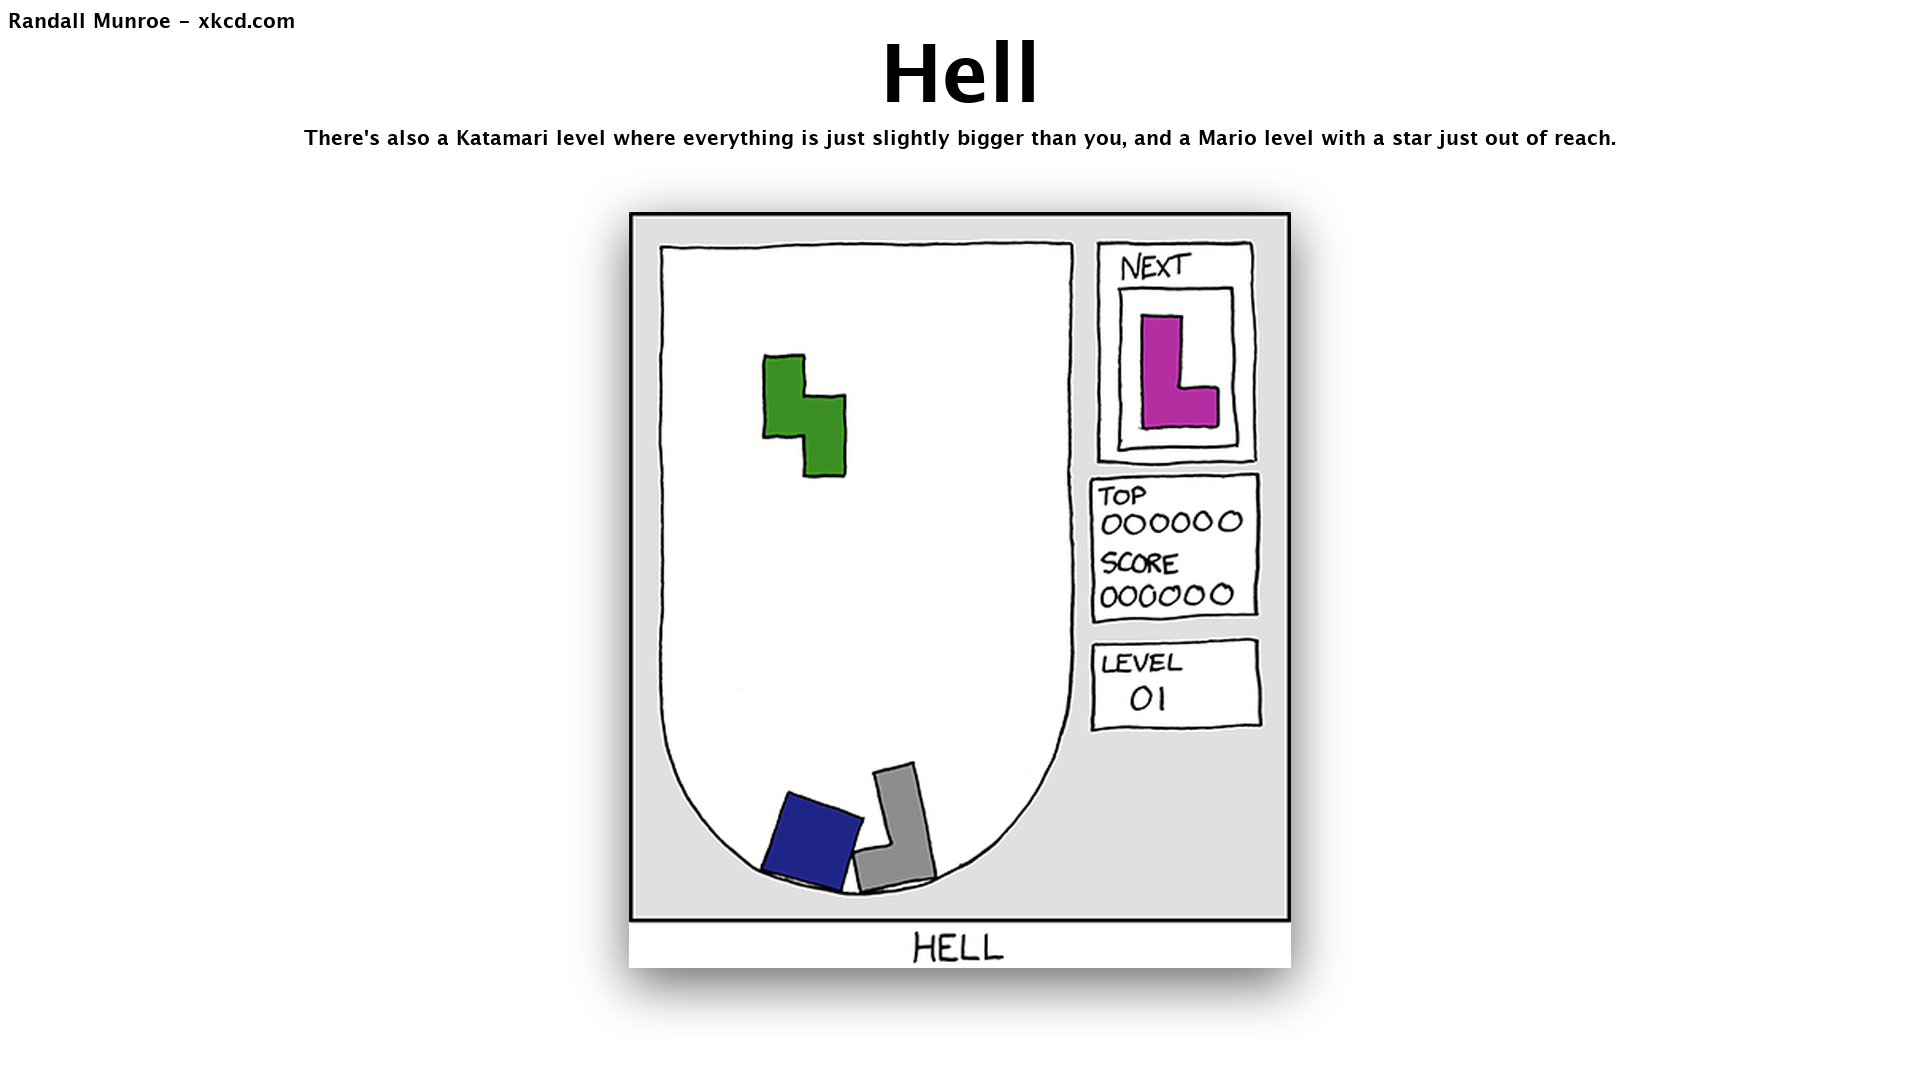 Randall Munroe - xkcd.com
Hell
There's also a Katamari level where everything is just slightly bigger than you, and a Mario level with a star just out of reach.
NEXT
TOP
000000
SCORE
000000
LEVEL
01
HELL